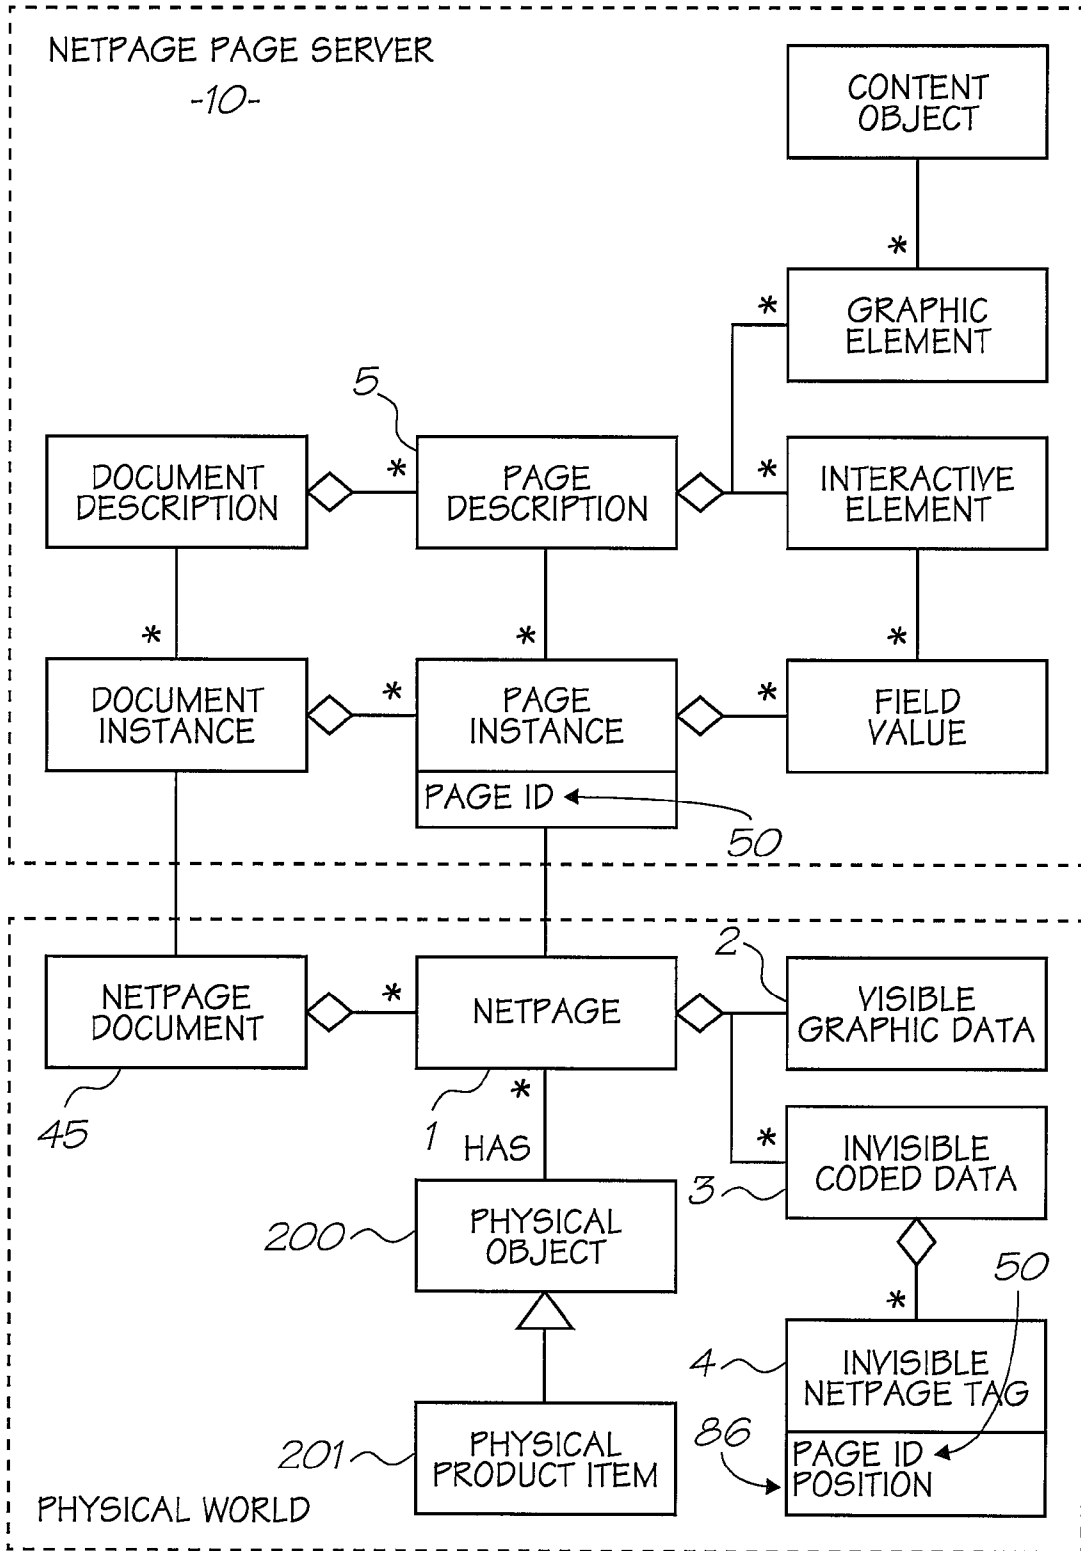 NETPAGE PAGE SERVER
-10-
CONTENT
OBJECT
*
*
GRAPHIC
ELEMENT
5
DOCUMENT
DESCRIPTION
*
PAGE
DESCRIPTION
*
INTERACTIVE
ELEMENT
*
*
*
DOCUMENT
INSTANCE
*
PAGE
INSTANCE
*
FIELD
VALUE
PAGE ID
50
2
NETPAGE
DOCUMENT
*
NETPAGE
VISIBLE
GRAPHIC DATA
45
1
*
HAS
*
INVISIBLE
CODED DATA
3
200
PHYSICAL
OBJECT
50
*
4
INVISIBLE
NETPAGE TAG
201
PHYSICAL
PRODUCT ITEM
86
PAGE ID
POSITION
PHYSICAL WORLD